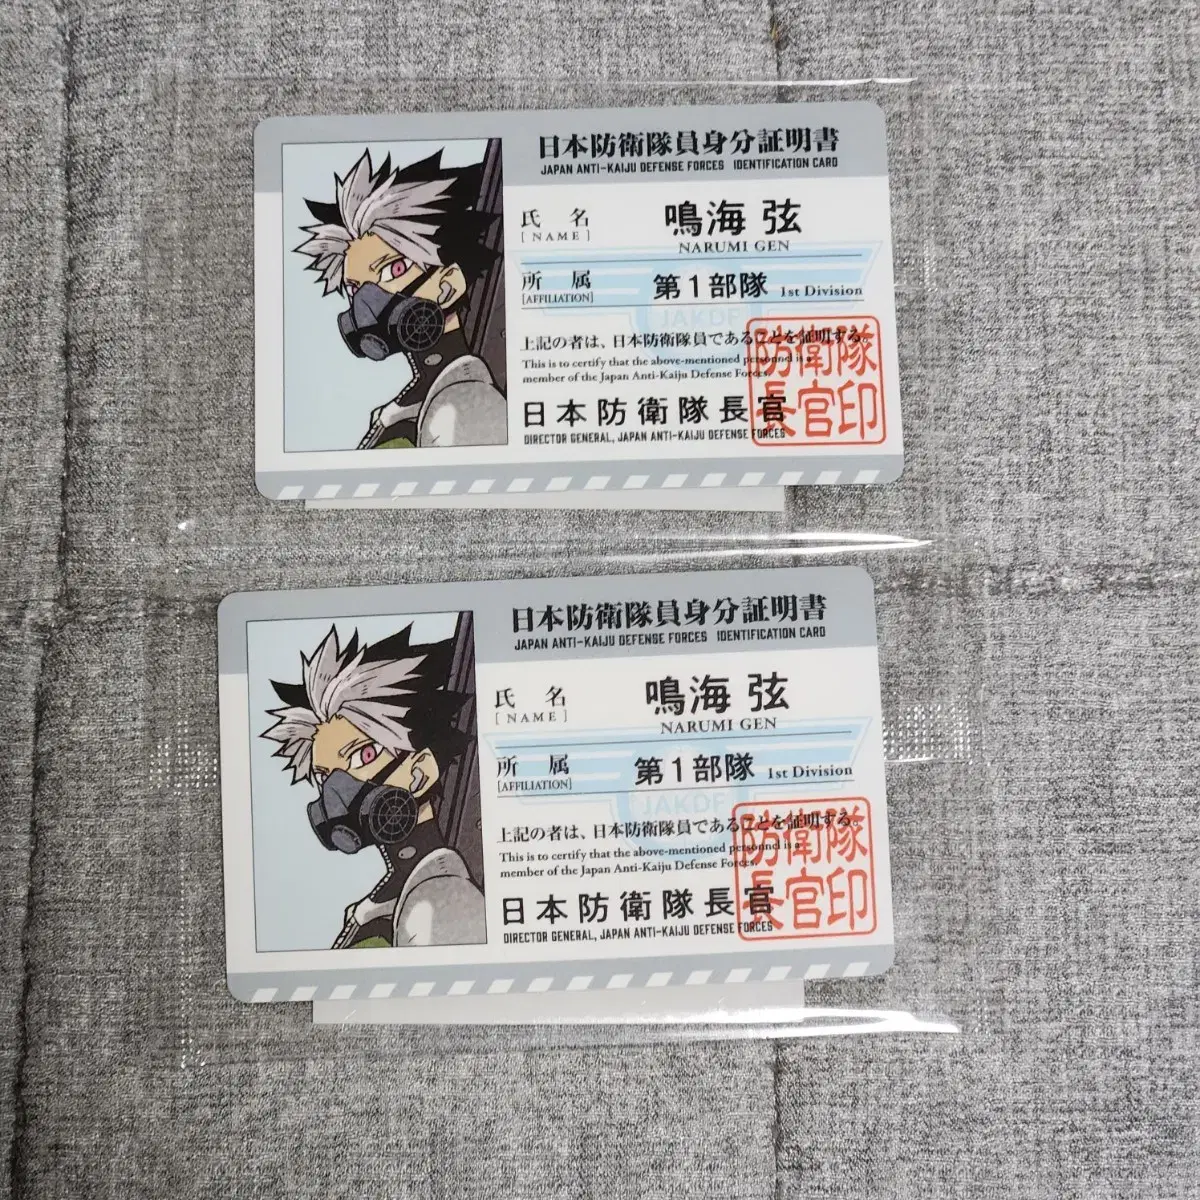 日本防衛隊員身分証明書
JAPAN ANTI-KAIJU DEFENSE FORCES IDENTIFICATION CARD
氏名 鳴海 弦
[NAME] NARUMI GEN
所属 第1部隊 1st Division
[AFFILIATION]
JAKDF
上記の者は、日本防衛隊員であることを証明する。
This is to certify that the above-mentioned personnel is a
member of the Japan Anti-Kaiju Defense Forces.
日本防衛隊長官
DIRECTOR GENERAL, JAPAN ANTI-KAIJU DEFENSE FORCES
防衛隊
長官印
日本防衛隊員身分証明書
JAPAN ANTI-KAIJU DEFENSE FORCES IDENTIFICATION CARD
氏名 鳴海 弦
[NAME] NARUMI GEN
所属 第1部隊 1st Division
[AFFILIATION]
JAKDF
上記の者は、日本防衛隊員であることを証明する。
This is to certify that the above-mentioned personnel is a
member of the Japan Anti-Kaiju Defense Forces.
日本防衛隊長官
DIRECTOR GENERAL, JAPAN ANTI-KAIJU DEFENSE FORCES
防衛隊
長官印